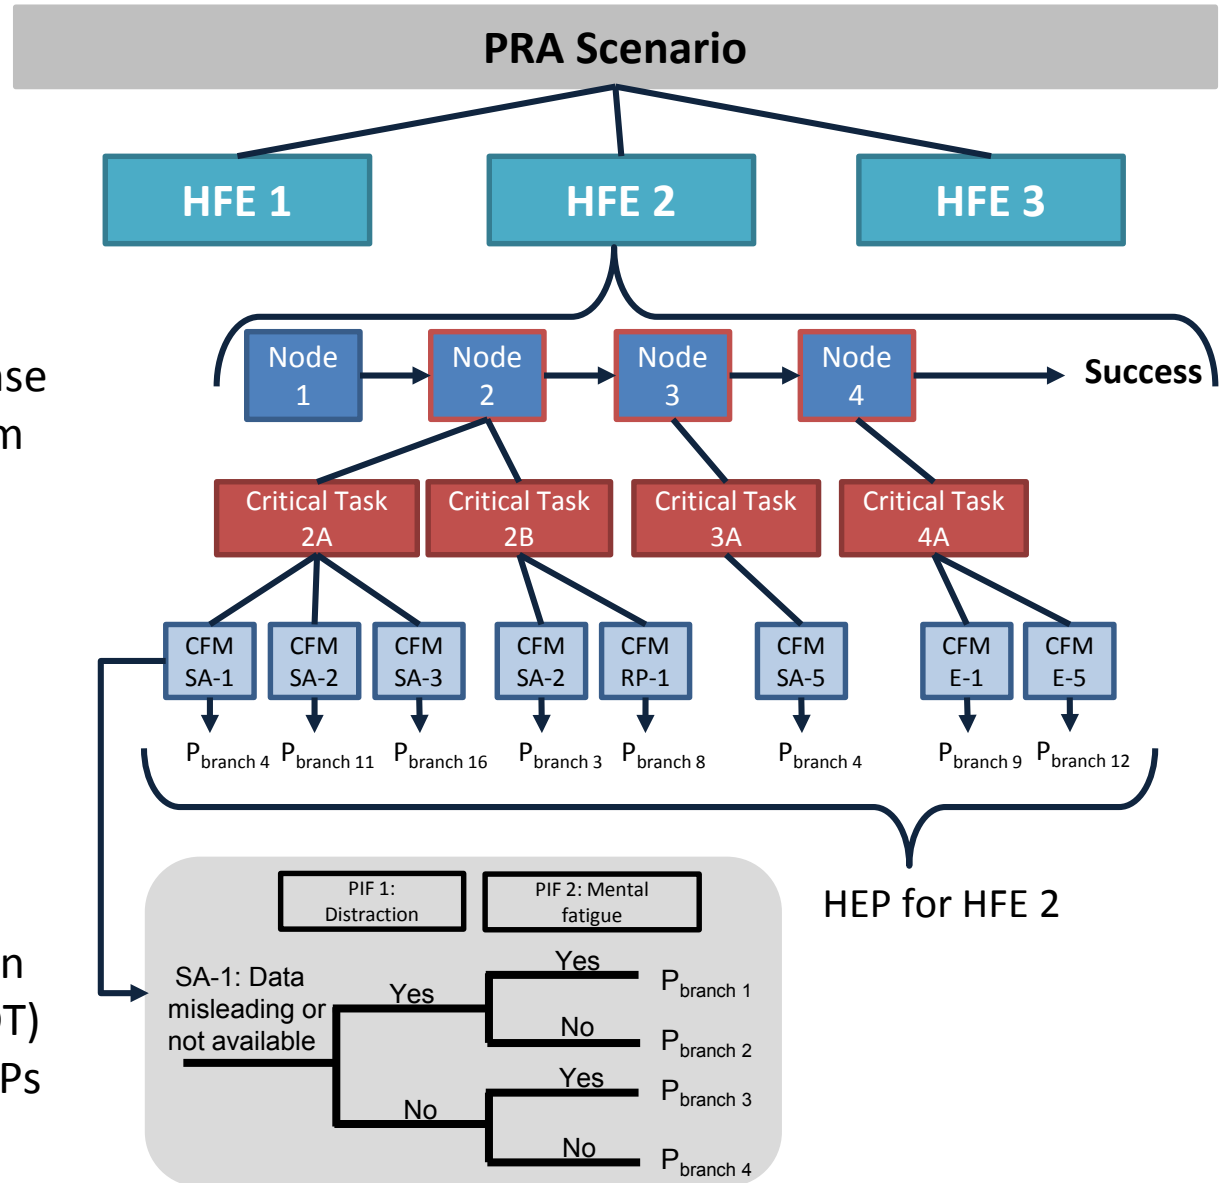 PRA Scenario
HFE 1 HFE 2 HFE 3
Node Node Node Node
1 2 3 4
Success
se
m
Critical Task Critical Task Critical Task Critical Task
2A 2B 3A 4A
CFM CFM CFM CFM CFM CFM CFM CFM
SA-1 SA-2 SA-3 SA-2 RP-1 SA-5 E-1 E-5
Pbranch 4 Pbranch 11 Pbranch 16 Pbranch 3 Pbranch 8 Pbranch 4 Pbranch 9 Pbranch 12
HEP for HFE 2
PIF 1: PIF 2: Mental
Distraction fatigue
n
T)
Ps
SA-1: Data
misleading or
not available
Yes
No
Yes
No
Yes
No
Pbranch 1
Pbranch 2
Pbranch 3
Pbranch 4